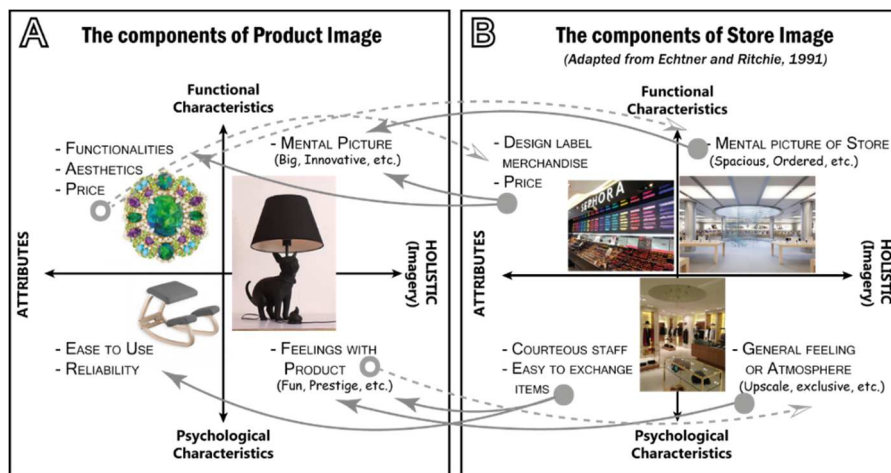 A
The components of Product Image
Functional
Characteristics
- FUNCTIONALITIES
- AESTHETICS
- PRICE
- MENTAL PICTURE
(Big, Innovative, etc.)
ATTRIBUTES
HOLISTIC
(Imagery)
- EASE TO USE
- RELIABILITY
- FEELINGS WITH
PRODUCT
(Fun, Prestige, etc.)
Psychological
Characteristics
B
The components of Store Image
(Adapted from Echtner and Ritchie, 1991)
Functional
Characteristics
- DESIGN LABEL
MERCHANDISE
- PRICE
- MENTAL PICTURE OF STORE
(Spacious, Ordered, etc.)
SEPHORA
ATTRIBUTES
HOLISTIC
(Imagery)
- COURTEOUS STAFF
- EASY TO EXCHANGE
ITEMS
- GENERAL FEELING
OR ATMOSPHERE
(Upscale, exclusive, etc.)
Psychological
Characteristics